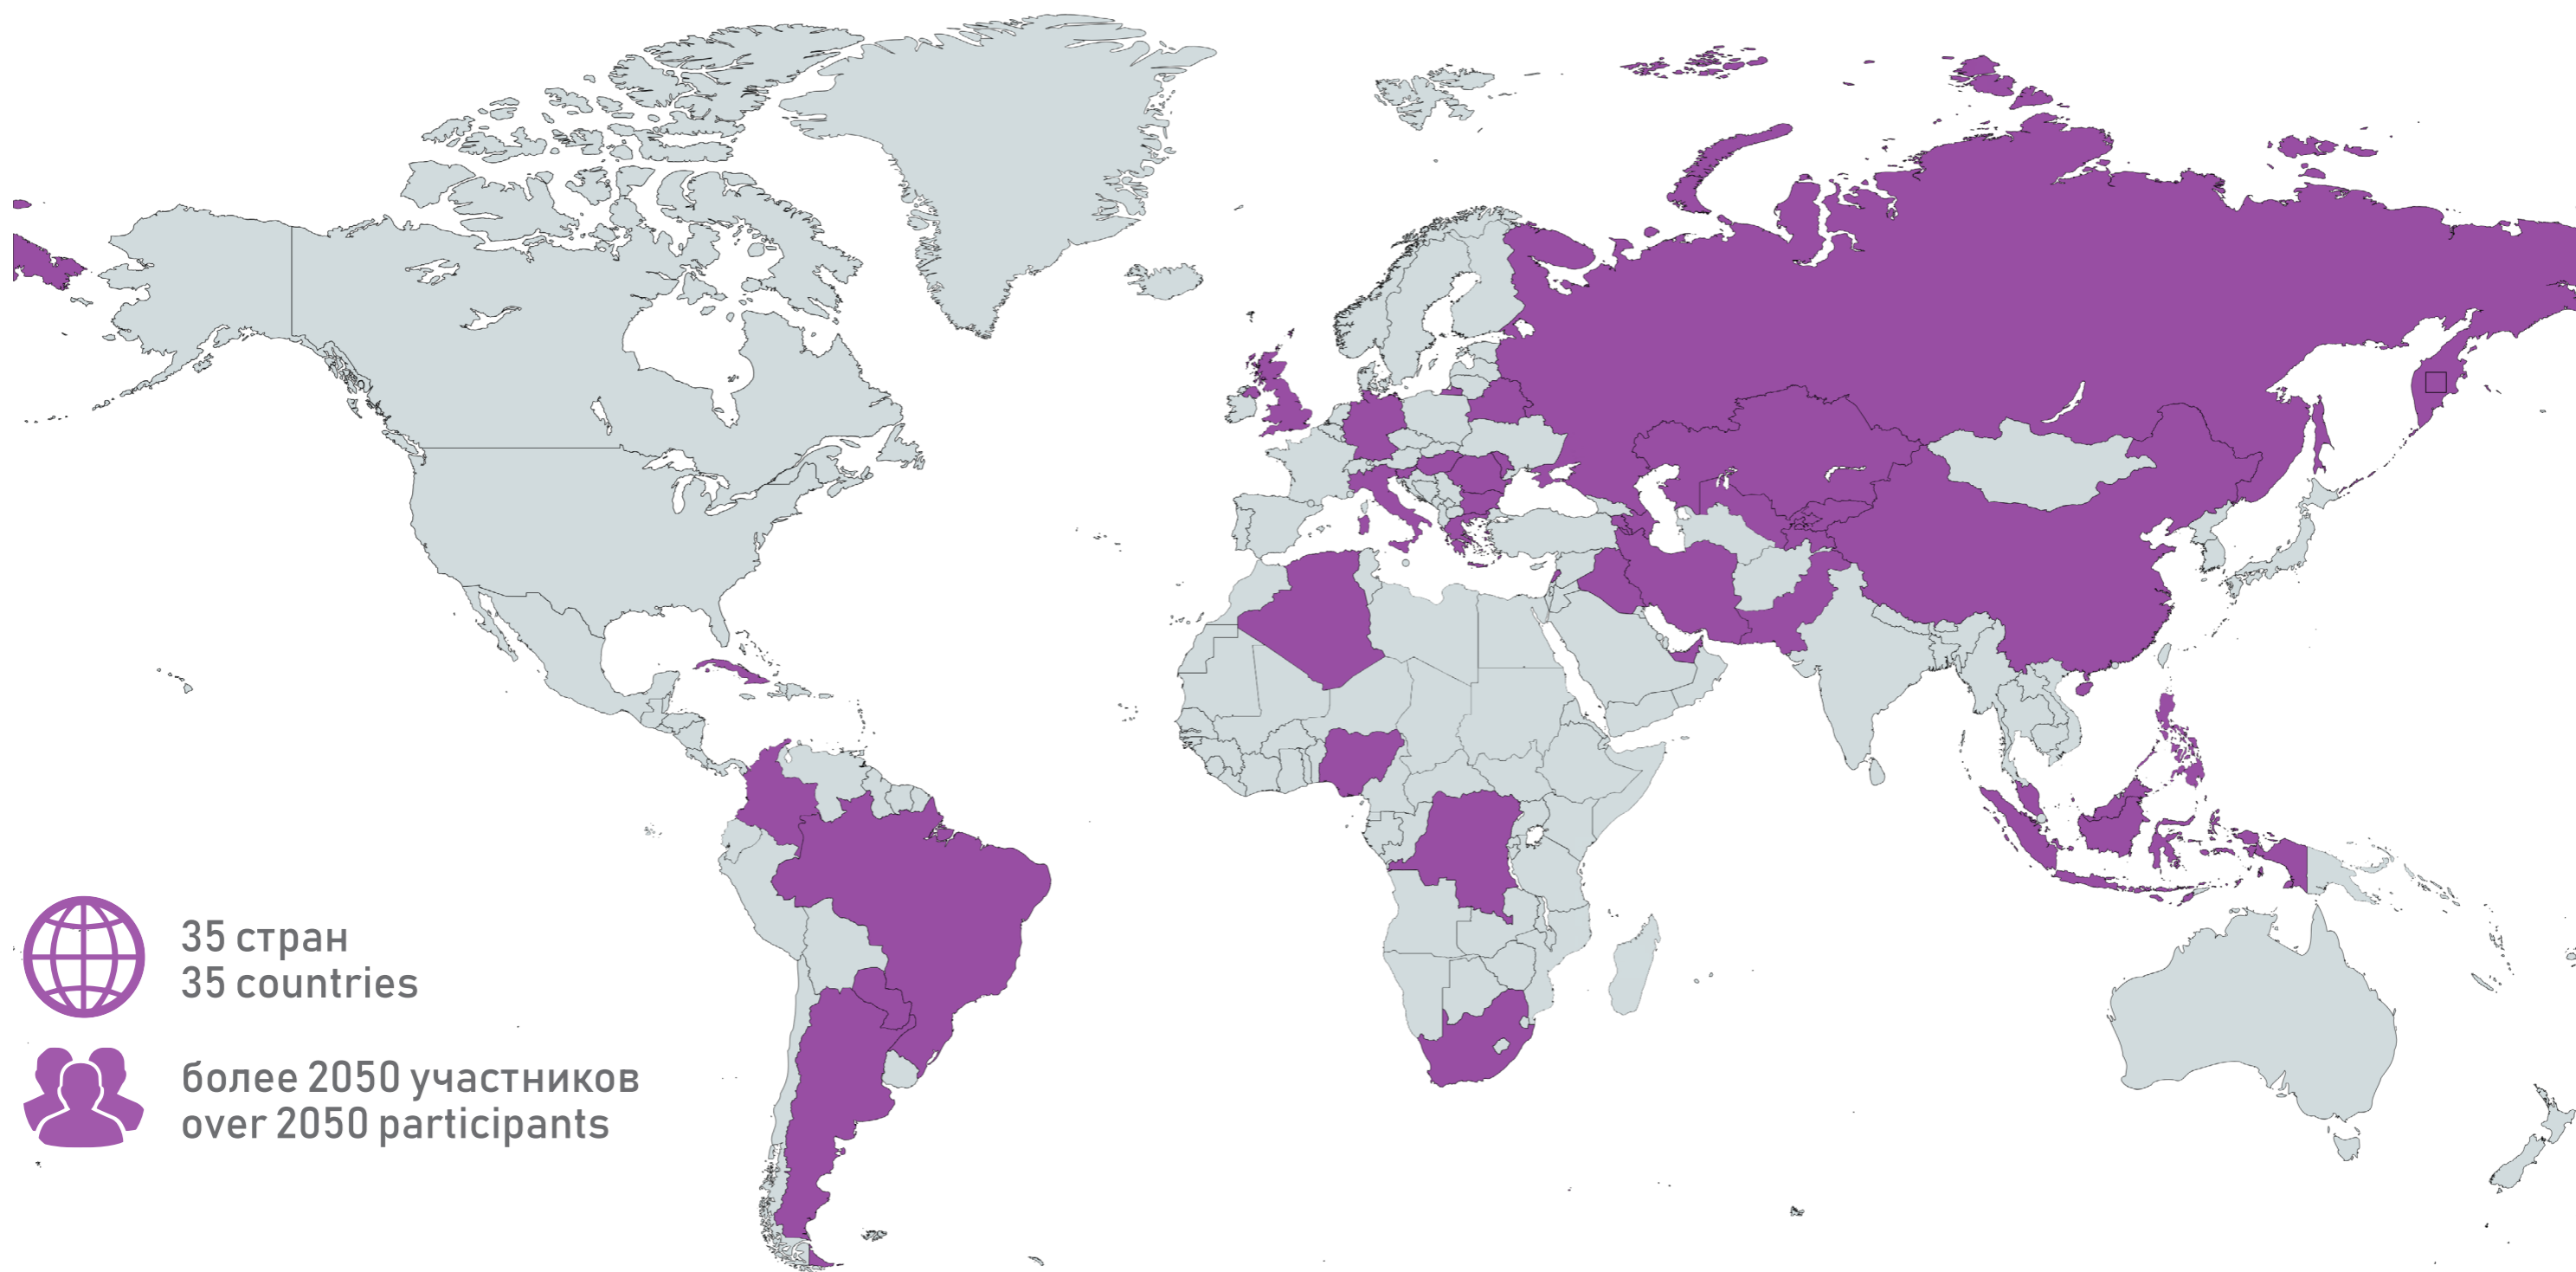 35 стран
35 countries
более 2050 участников
over 2050 participants